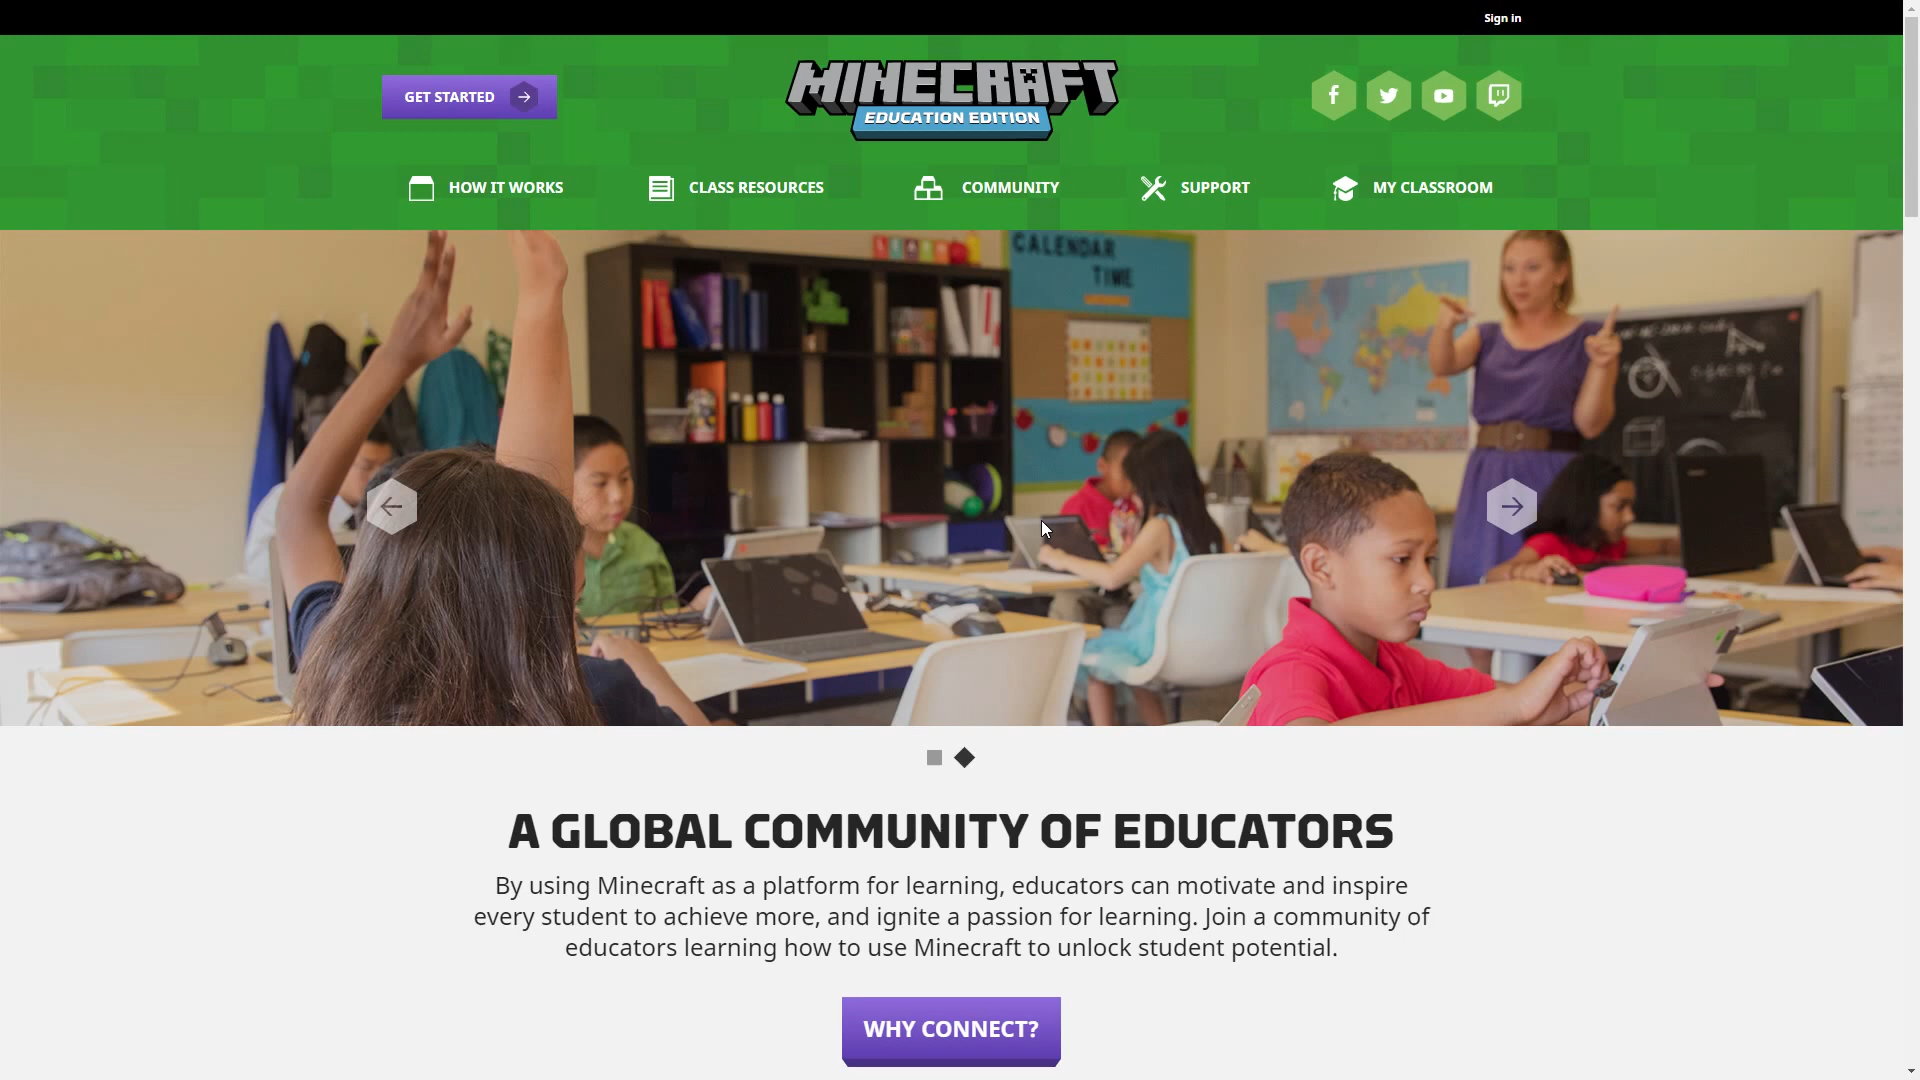 Sign in
GET STARTED
MINECRAFT
EDUCATION EDITION
HOW IT WORKS
CLASS RESOURCES
COMMUNITY
SUPPORT
MY CLASSROOM
CALENDAR
TIME
A GLOBAL COMMUNITY OF EDUCATORS
By using Minecraft as a platform for learning, educators can motivate and inspire
every student to achieve more, and ignite a passion for learning. Join a community of
educators learning how to use Minecraft to unlock student potential.
WHY CONNECT?